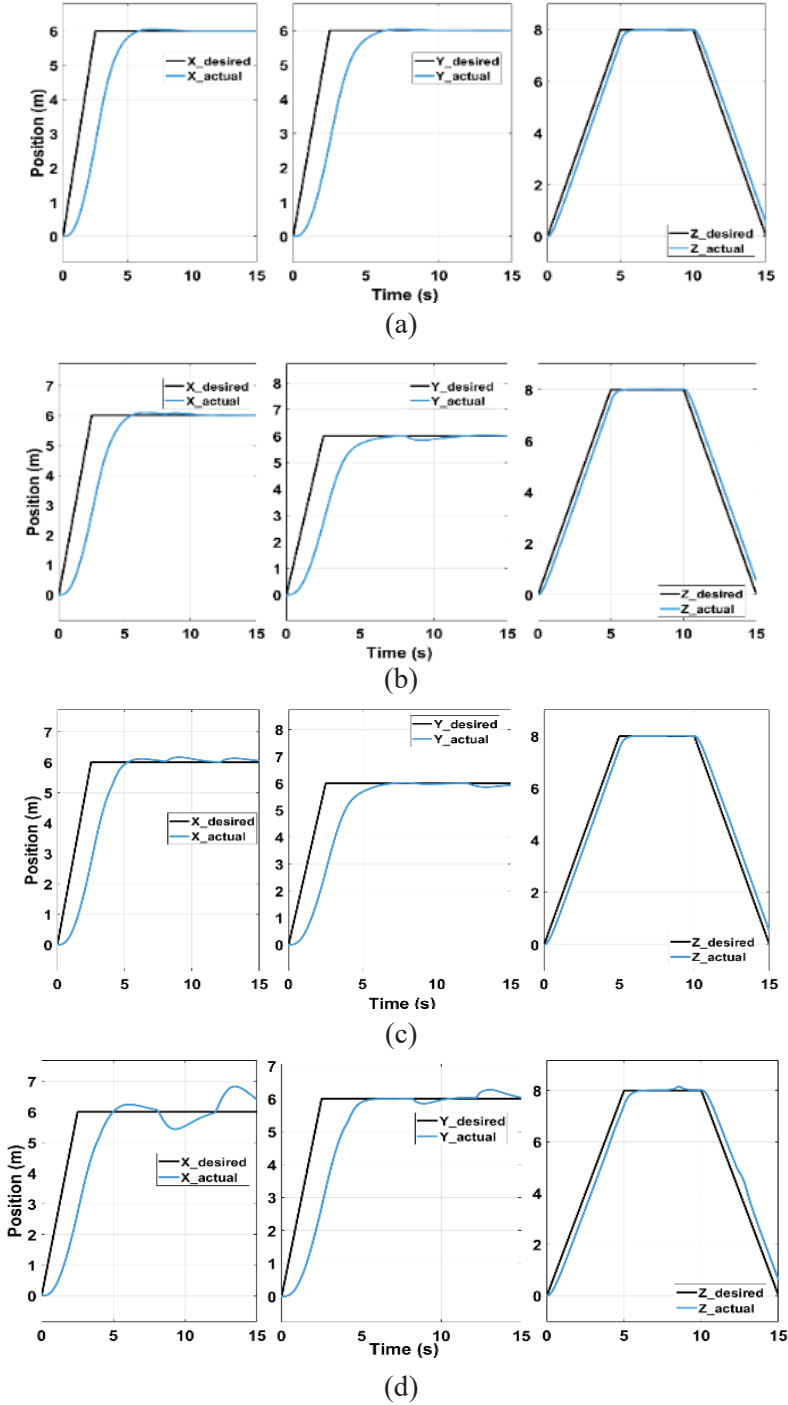 Position (m)
6
5
4
3
2
1
0
X_desired
X_actual
0 5 10 15
6
5
4
3
2
1
0
Y_desired
Y_actual
0 5 10 15
8
6
4
2
0
Z_desired
Z_actual
0 5 10 15
Time (s)
(a)
Position (m)
7
6
5
4
3
2
1
0
X_desired
X_actual
0 5 10 15
8
7
6
5
4
3
2
1
0
Y_desired
Y_actual
0 5 10 15
8
6
4
2
0
Z_desired
Z_actual
0 5 10 15
Time (s)
(b)
Position (m)
7
6
5
4
3
2
1
0
X_desired
X_actual
0 5 10 15
8
7
6
5
4
3
2
1
0
Y_desired
Y_actual
0 5 10 15
8
6
4
2
0
Z_desired
Z_actual
0 5 10 15
Time (s)
(c)
Position (m)
7
6
5
4
3
2
1
0
X_desired
X_actual
0 5 10 15
7
6
5
4
3
2
1
0
Y_desired
Y_actual
0 5 10 15
8
6
4
2
0
Z_desired
Z_actual
0 5 10 15
Time (s)
(d)